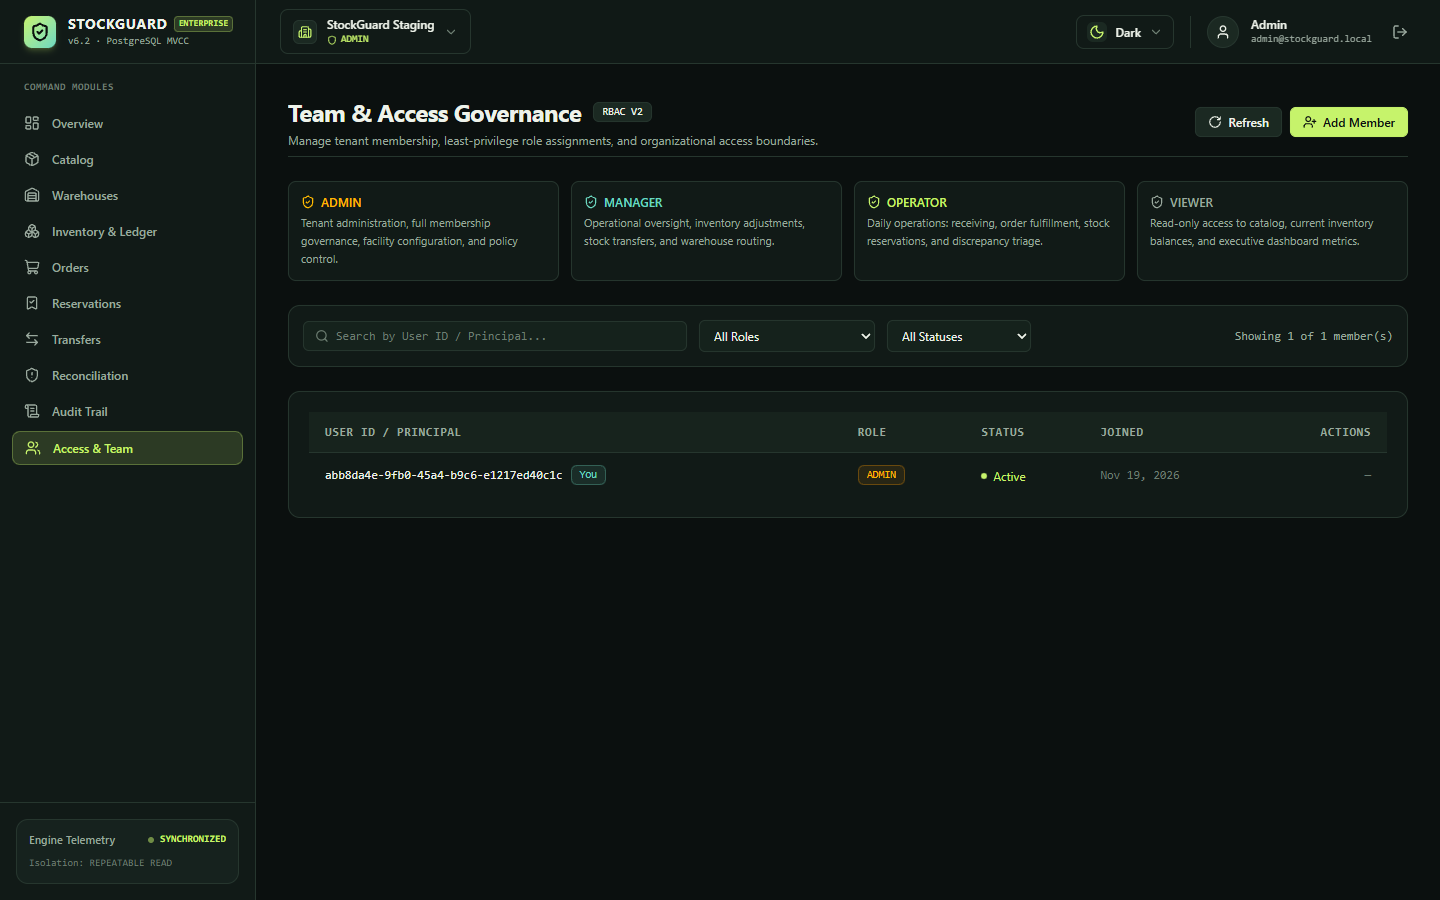 STOCKGUARD ENTERPRISE
v6.2 · PostgreSQL MVCC
StockGuard Staging
ADMIN
Dark
Admin
admin@stockguard.local
COMMAND MODULES
Overview
Catalog
Warehouses
Inventory & Ledger
Orders
Reservations
Transfers
Reconciliation
Audit Trail
Access & Team
Engine Telemetry
SYNCHRONIZED
Isolation: REPEATABLE READ
Team & Access Governance RBAC V2
Manage tenant membership, least-privilege role assignments, and organizational access boundaries.
Refresh
Add Member
ADMIN
Tenant administration, full membership
governance, facility configuration, and policy
control.
MANAGER
Operational oversight, inventory adjustments,
stock transfers, and warehouse routing.
OPERATOR
Daily operations: receiving, order fulfillment, stock
reservations, and discrepancy triage.
VIEWER
Read-only access to catalog, current inventory
balances, and executive dashboard metrics.
Search by User ID / Principal...
All Roles
All Statuses
Showing 1 of 1 member(s)
USER ID / PRINCIPAL ROLE STATUS JOINED ACTIONS
abb8da4e-9fb0-45a4-b9c6-e1217ed40c1c You ADMIN Active Nov 19, 2026 —